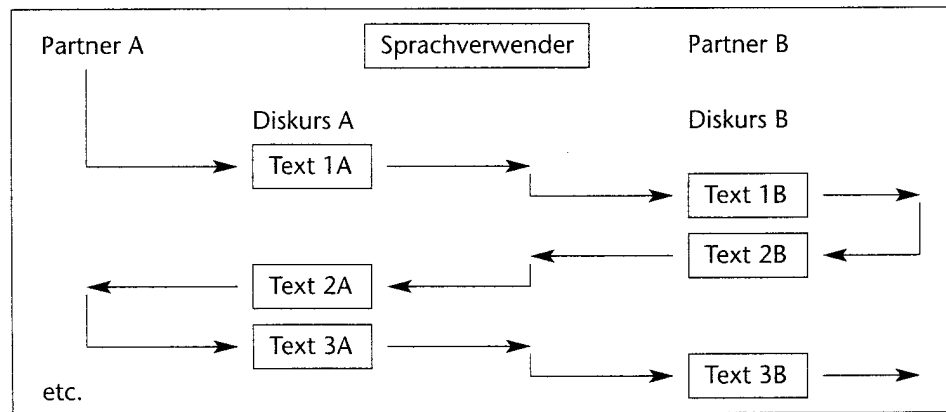 Partner A Sprachverwender Partner B
Diskurs A Diskurs B
Text 1A
Text 1B
Text 2B
Text 2A
Text 3A
Text 3B
etc.